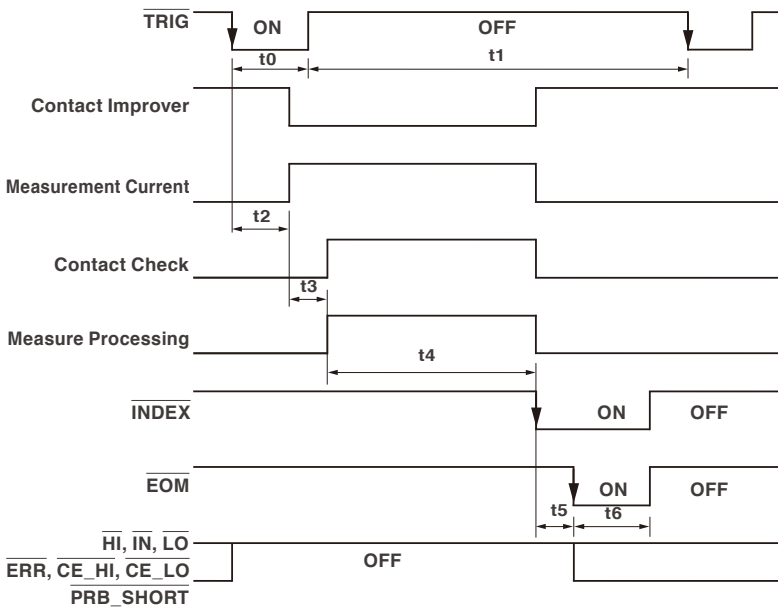 TRIG
ON
OFF
t0
t1
Contact Improver
Measurement Current
t2
Contact Check
t3
Measure Processing
t4
INDEX
ON
OFF
EOM
ON
OFF
t5
t6
HI, IN, LO
ERR, CE_HI, CE_LO
OFF
PRB_SHORT